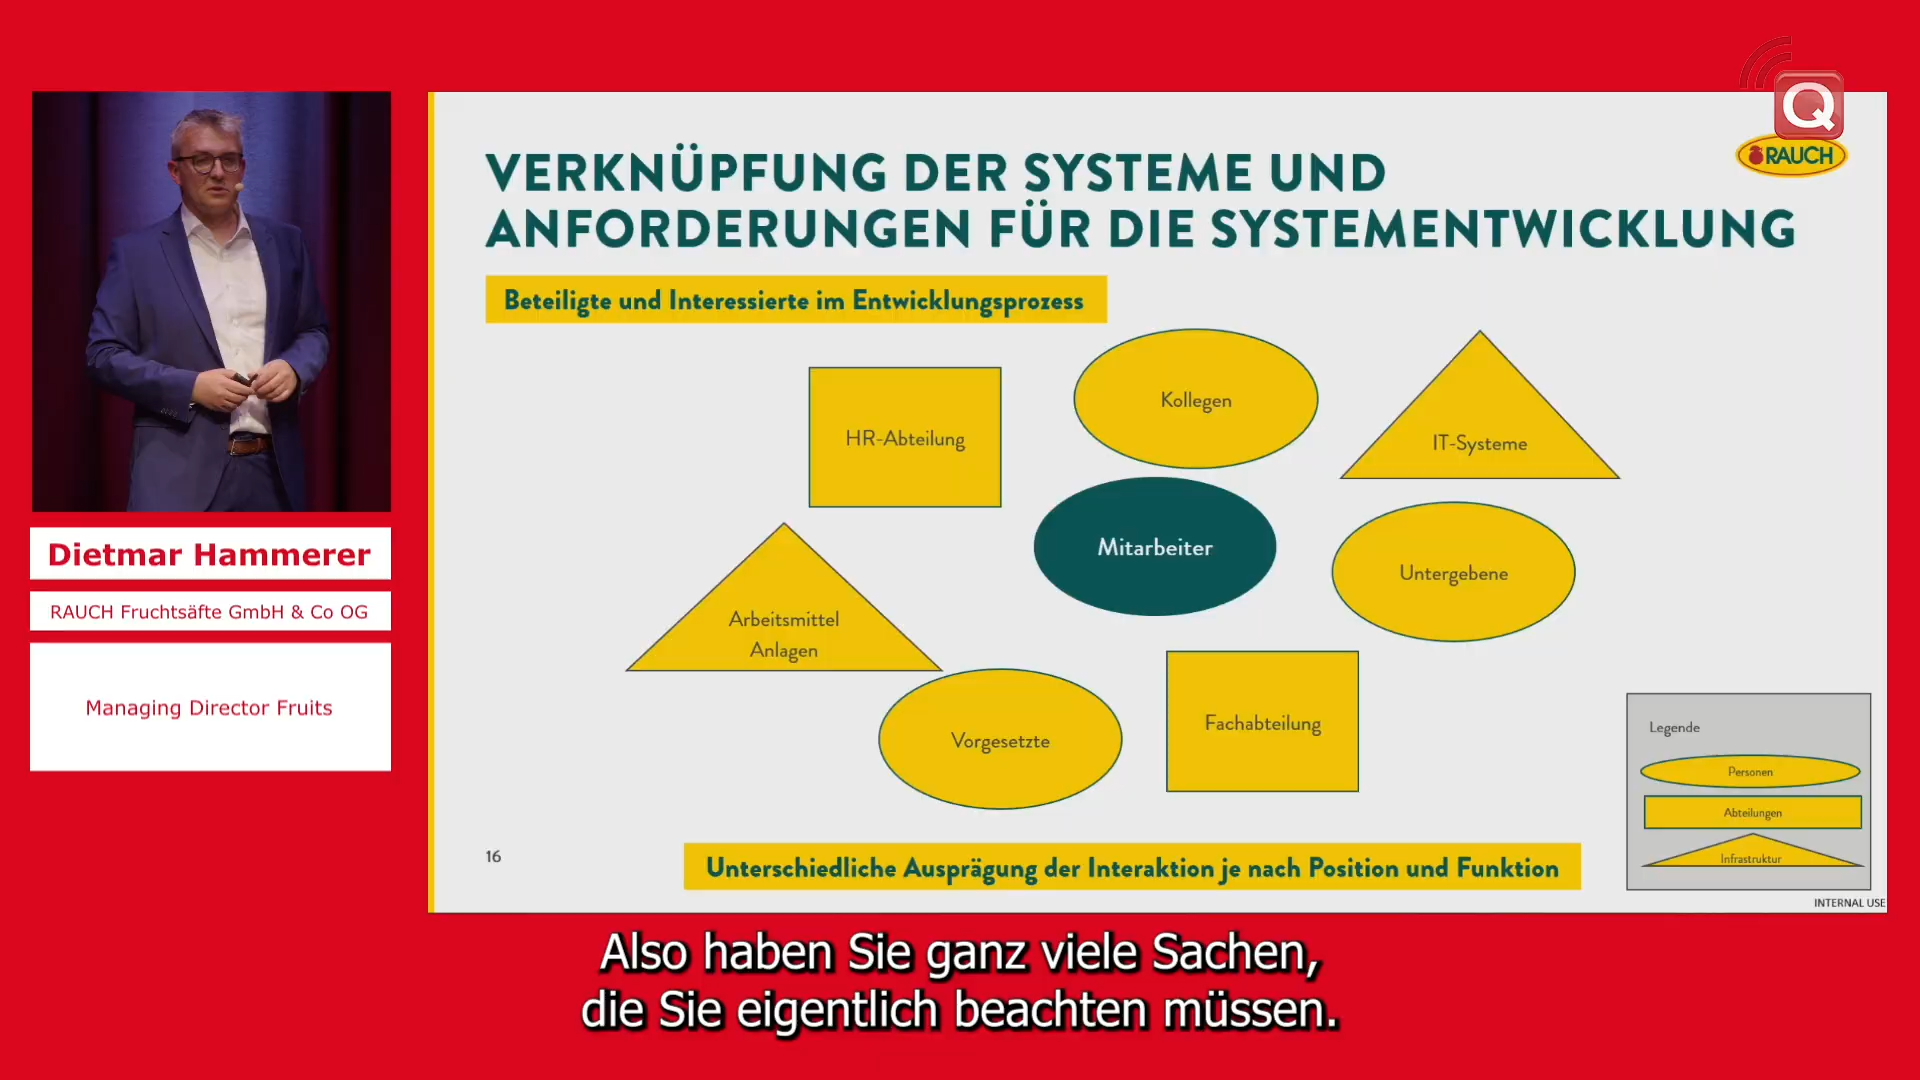 Q
RAUCH
VERKNÜPFUNG DER SYSTEME UND
ANFORDERUNGEN FÜR DIE SYSTEMENTWICKLUNG
Beteiligte und Interessierte im Entwicklungsprozess
Kollegen
HR-Abteilung
IT-Systeme
Mitarbeiter
Untergebene
Arbeitsmittel
Anlagen
Vorgesetzte
Fachabteilung
Legende
Personen
Abteilungen
Infrastruktur
16
Unterschiedliche Ausprägung der Interaktion je nach Position und Funktion
INTERNAL USE
Dietmar Hammerer
RAUCH Fruchtsäfte GmbH & Co OG
Managing Director Fruits
Also haben Sie ganz viele Sachen,
die Sie eigentlich beachten müssen.